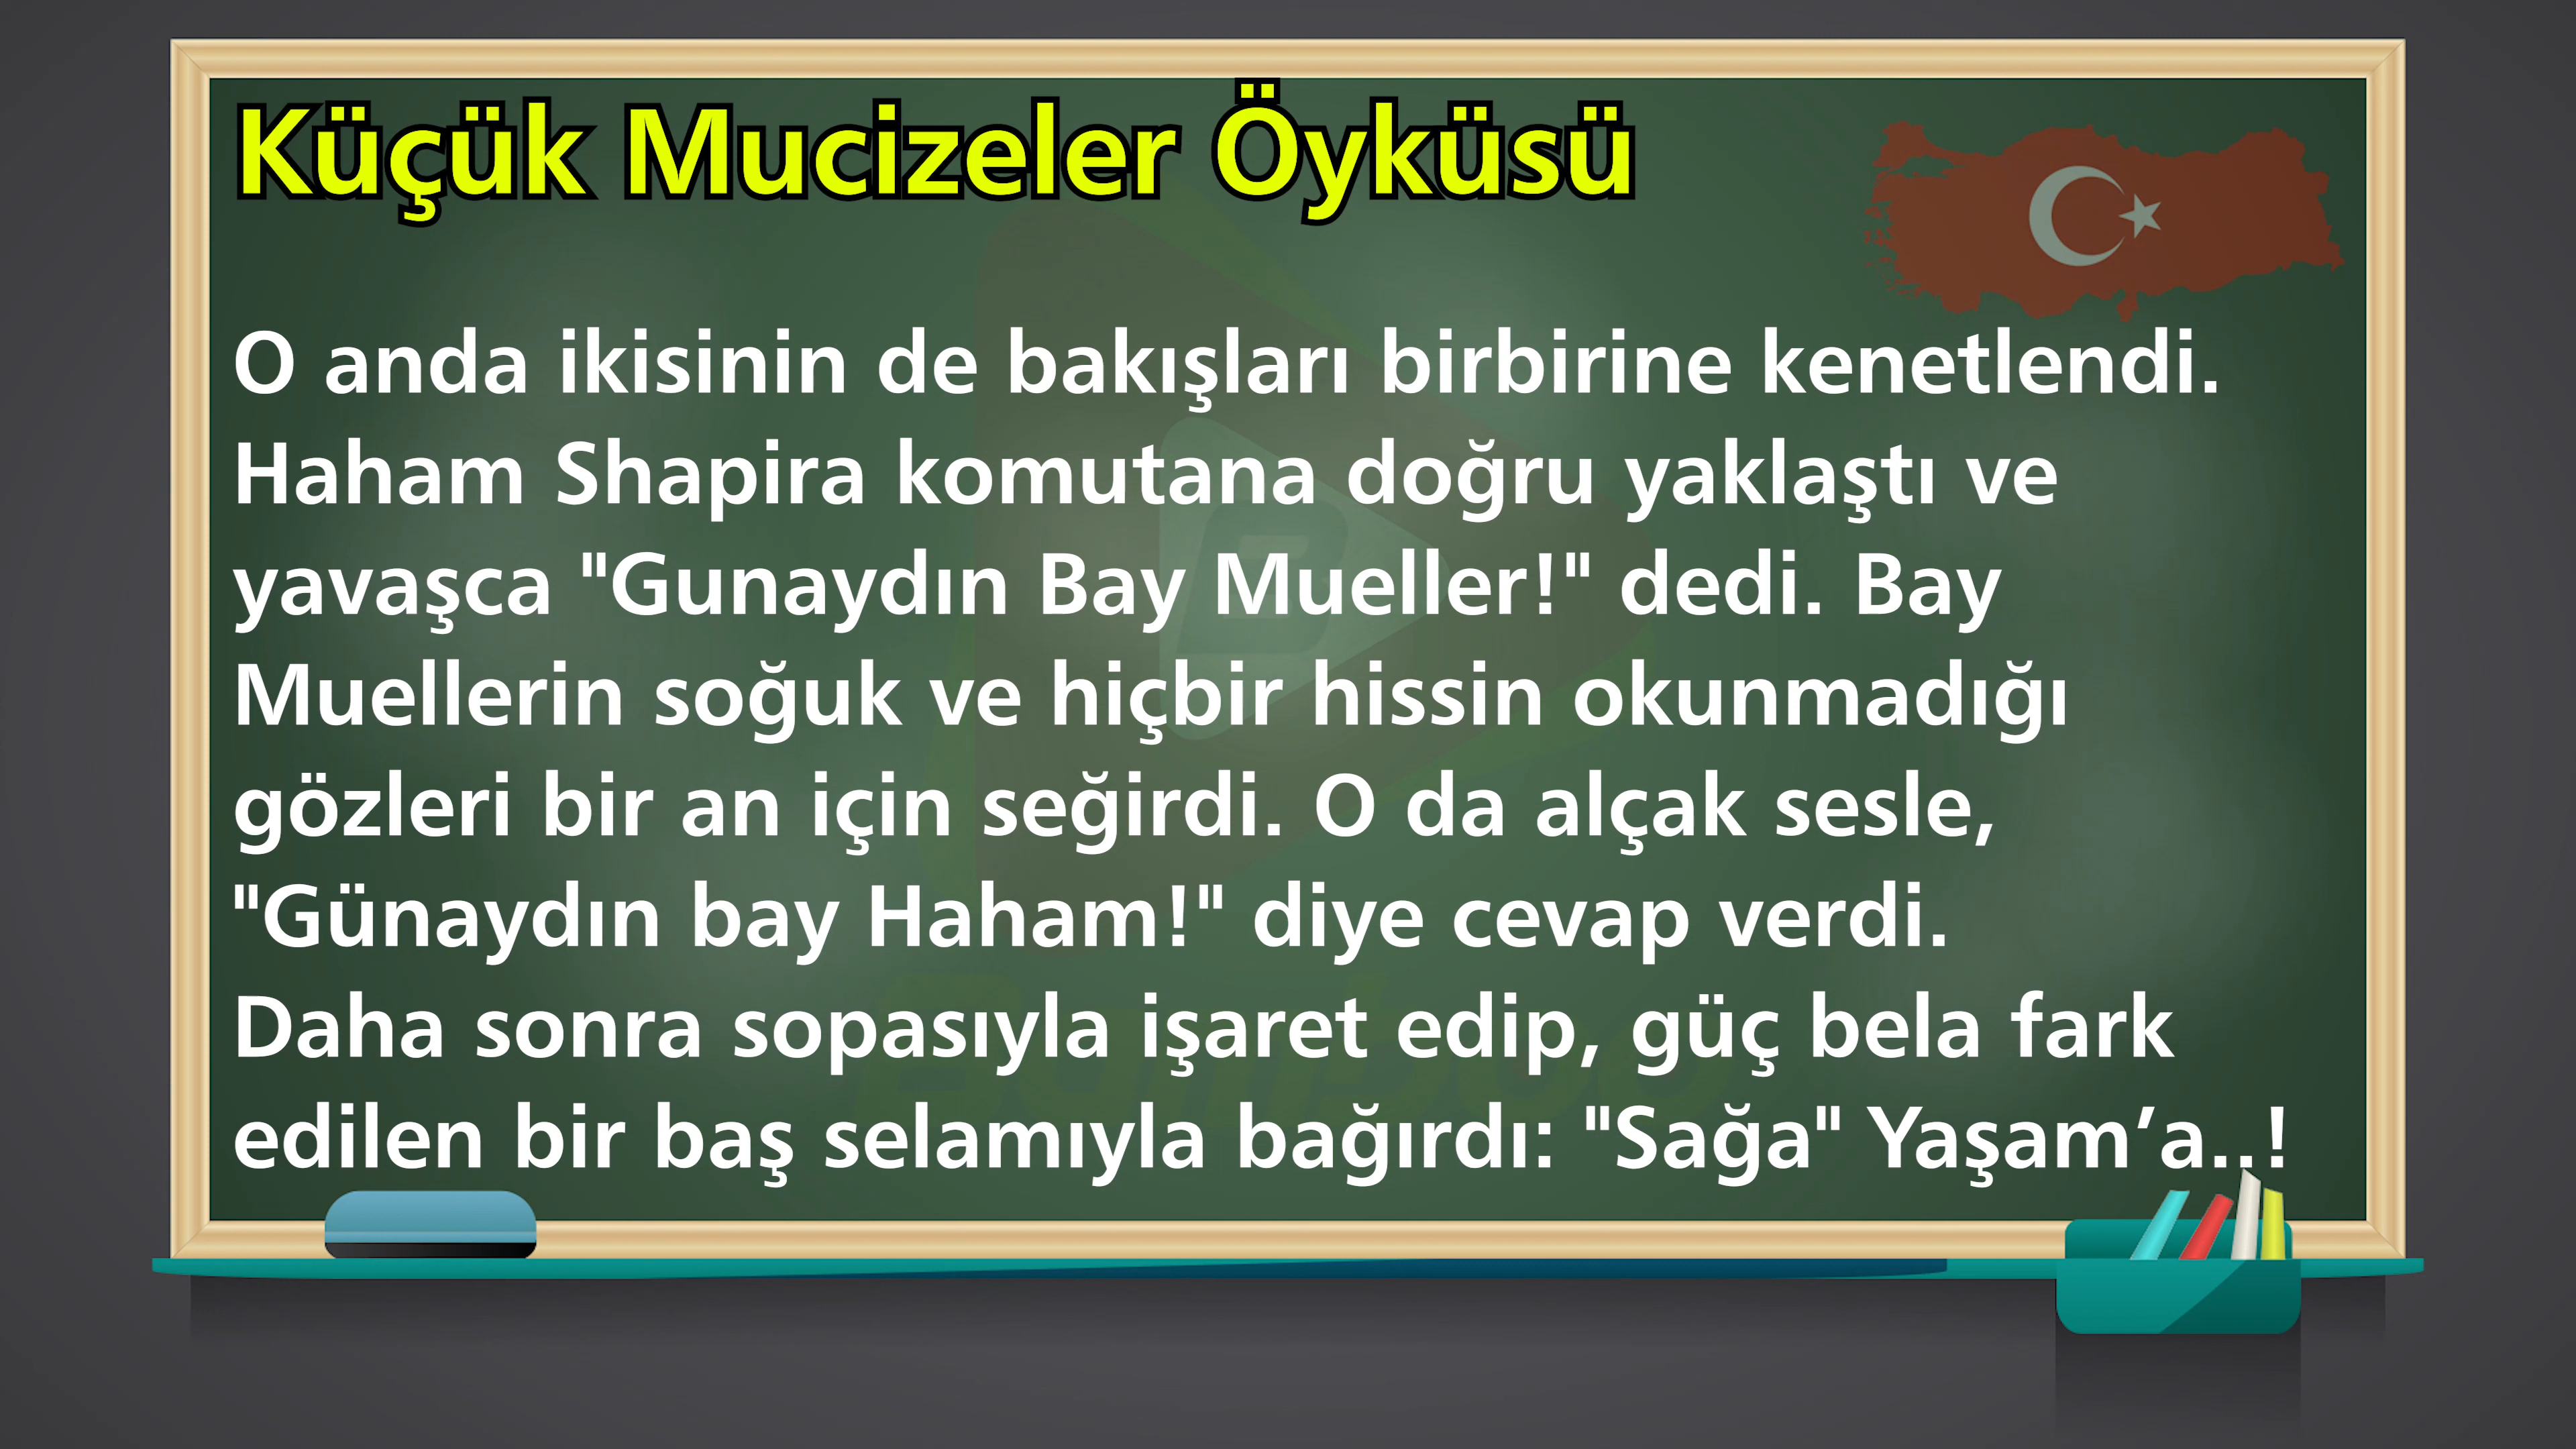 Küçük Mucizeler Öyküsü
O anda ikisinin de bakışları birbirine kenetlendi.
Haham Shapira komutana doğru yaklaştı ve
yavaşca "Gunaydın Bay Mueller!" dedi. Bay
Muellerin soğuk ve hiçbir hissin okunmadığı
gözleri bir an için seğirdi. O da alçak sesle,
"Günaydın bay Haham!" diye cevap verdi.
Daha sonra sopasıyla işaret edip, güç bela fark
edilen bir baş selamıyla bağırdı: "Sağa" Yaşam’a..!